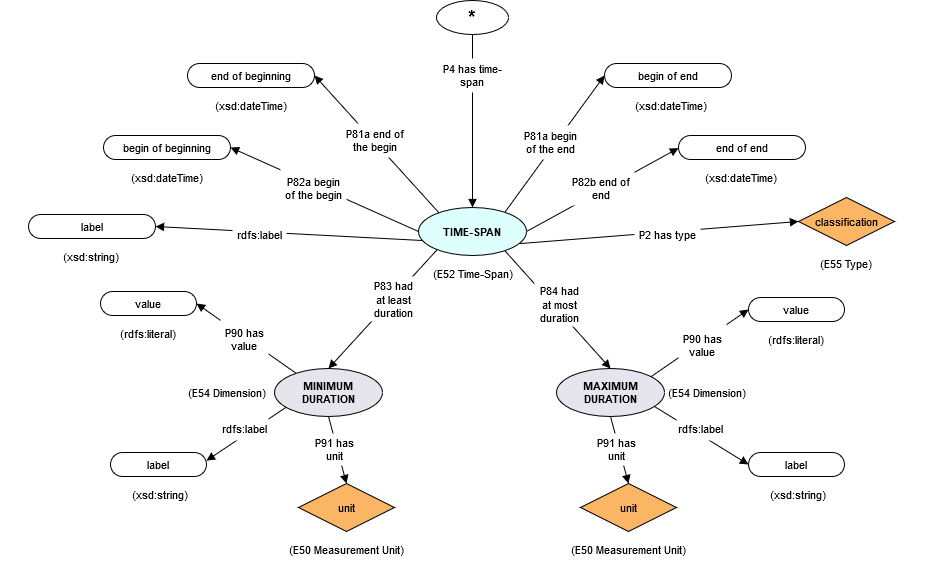 *
P4 has time-
span
end of beginning
(xsd:dateTime)
begin of end
(xsd:dateTime)
P81a end of
the begin
P81a begin
of the end
begin of beginning
(xsd:dateTime)
end of end
(xsd:dateTime)
P82a begin
of the begin
P82b end of
end
label
(xsd:string)
rdfs:label
TIME-SPAN
(E52 Time-Span)
P2 has type
classification
(E55 Type)
P83 had
at least
duration
P84 had
at most
duration
value
(rdfs:literal)
P90 has
value
value
(rdfs:literal)
P90 has
value
(E54 Dimension)
MINIMUM
DURATION
MAXIMUM
DURATION
(E54 Dimension)
rdfs:label
P91 has
unit
P91 has
unit
rdfs:label
label
(xsd:string)
label
(xsd:string)
unit
(E50 Measurement Unit)
unit
(E50 Measurement Unit)